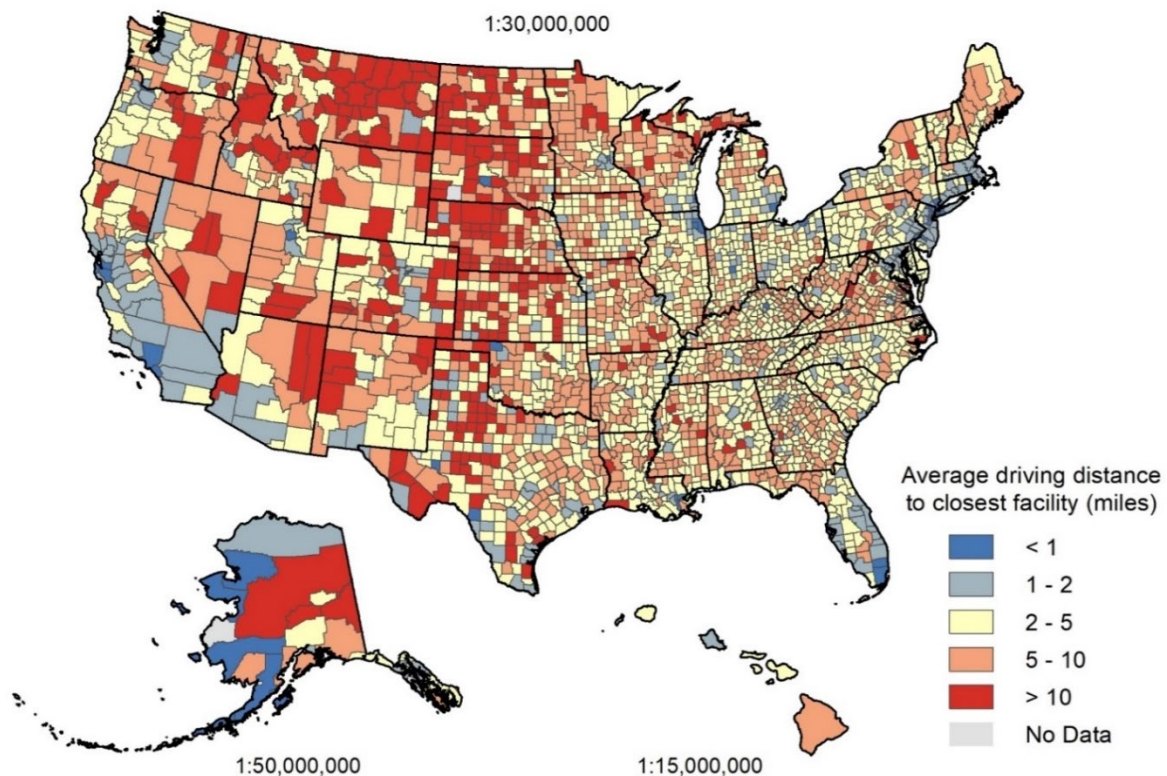 1:30,000,000
Average driving distance
to closest facility (miles)
< 1
1 - 2
2 - 5
5 - 10
> 10
No Data
1:50,000,000
1:15,000,000